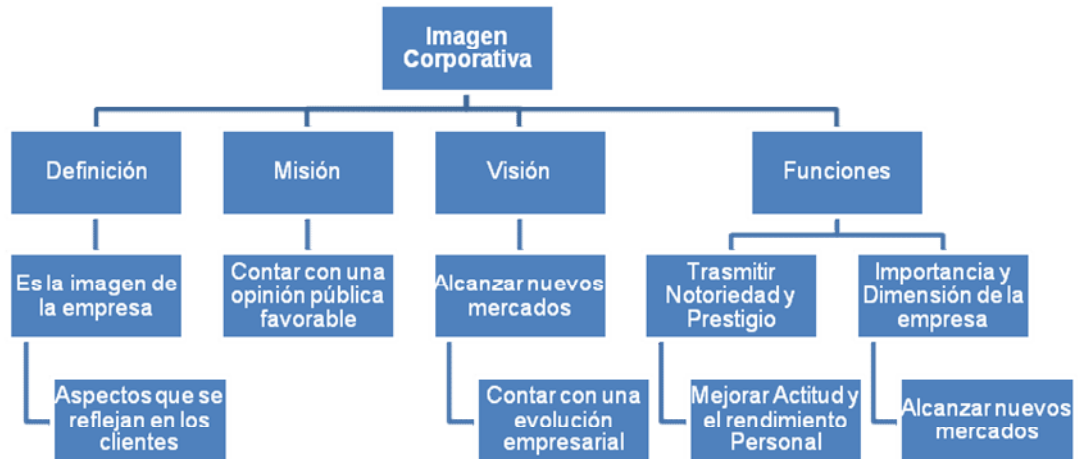 Imagen
Corporativa
Definición
Misión
Visión
Funciones
Es la imagen de
la empresa
Contar con una
opinión pública
favorable
Alcanzar nuevos
mercados
Trasmitir
Notoriedad y
Prestigio
Importancia y
Dimensión de la
empresa
Aspectos que se
reflejan en los
clientes
Contar con una
evolución
empresarial
Mejorar Actitud y
el rendimiento
Personal
Alcanzar nuevos
mercados